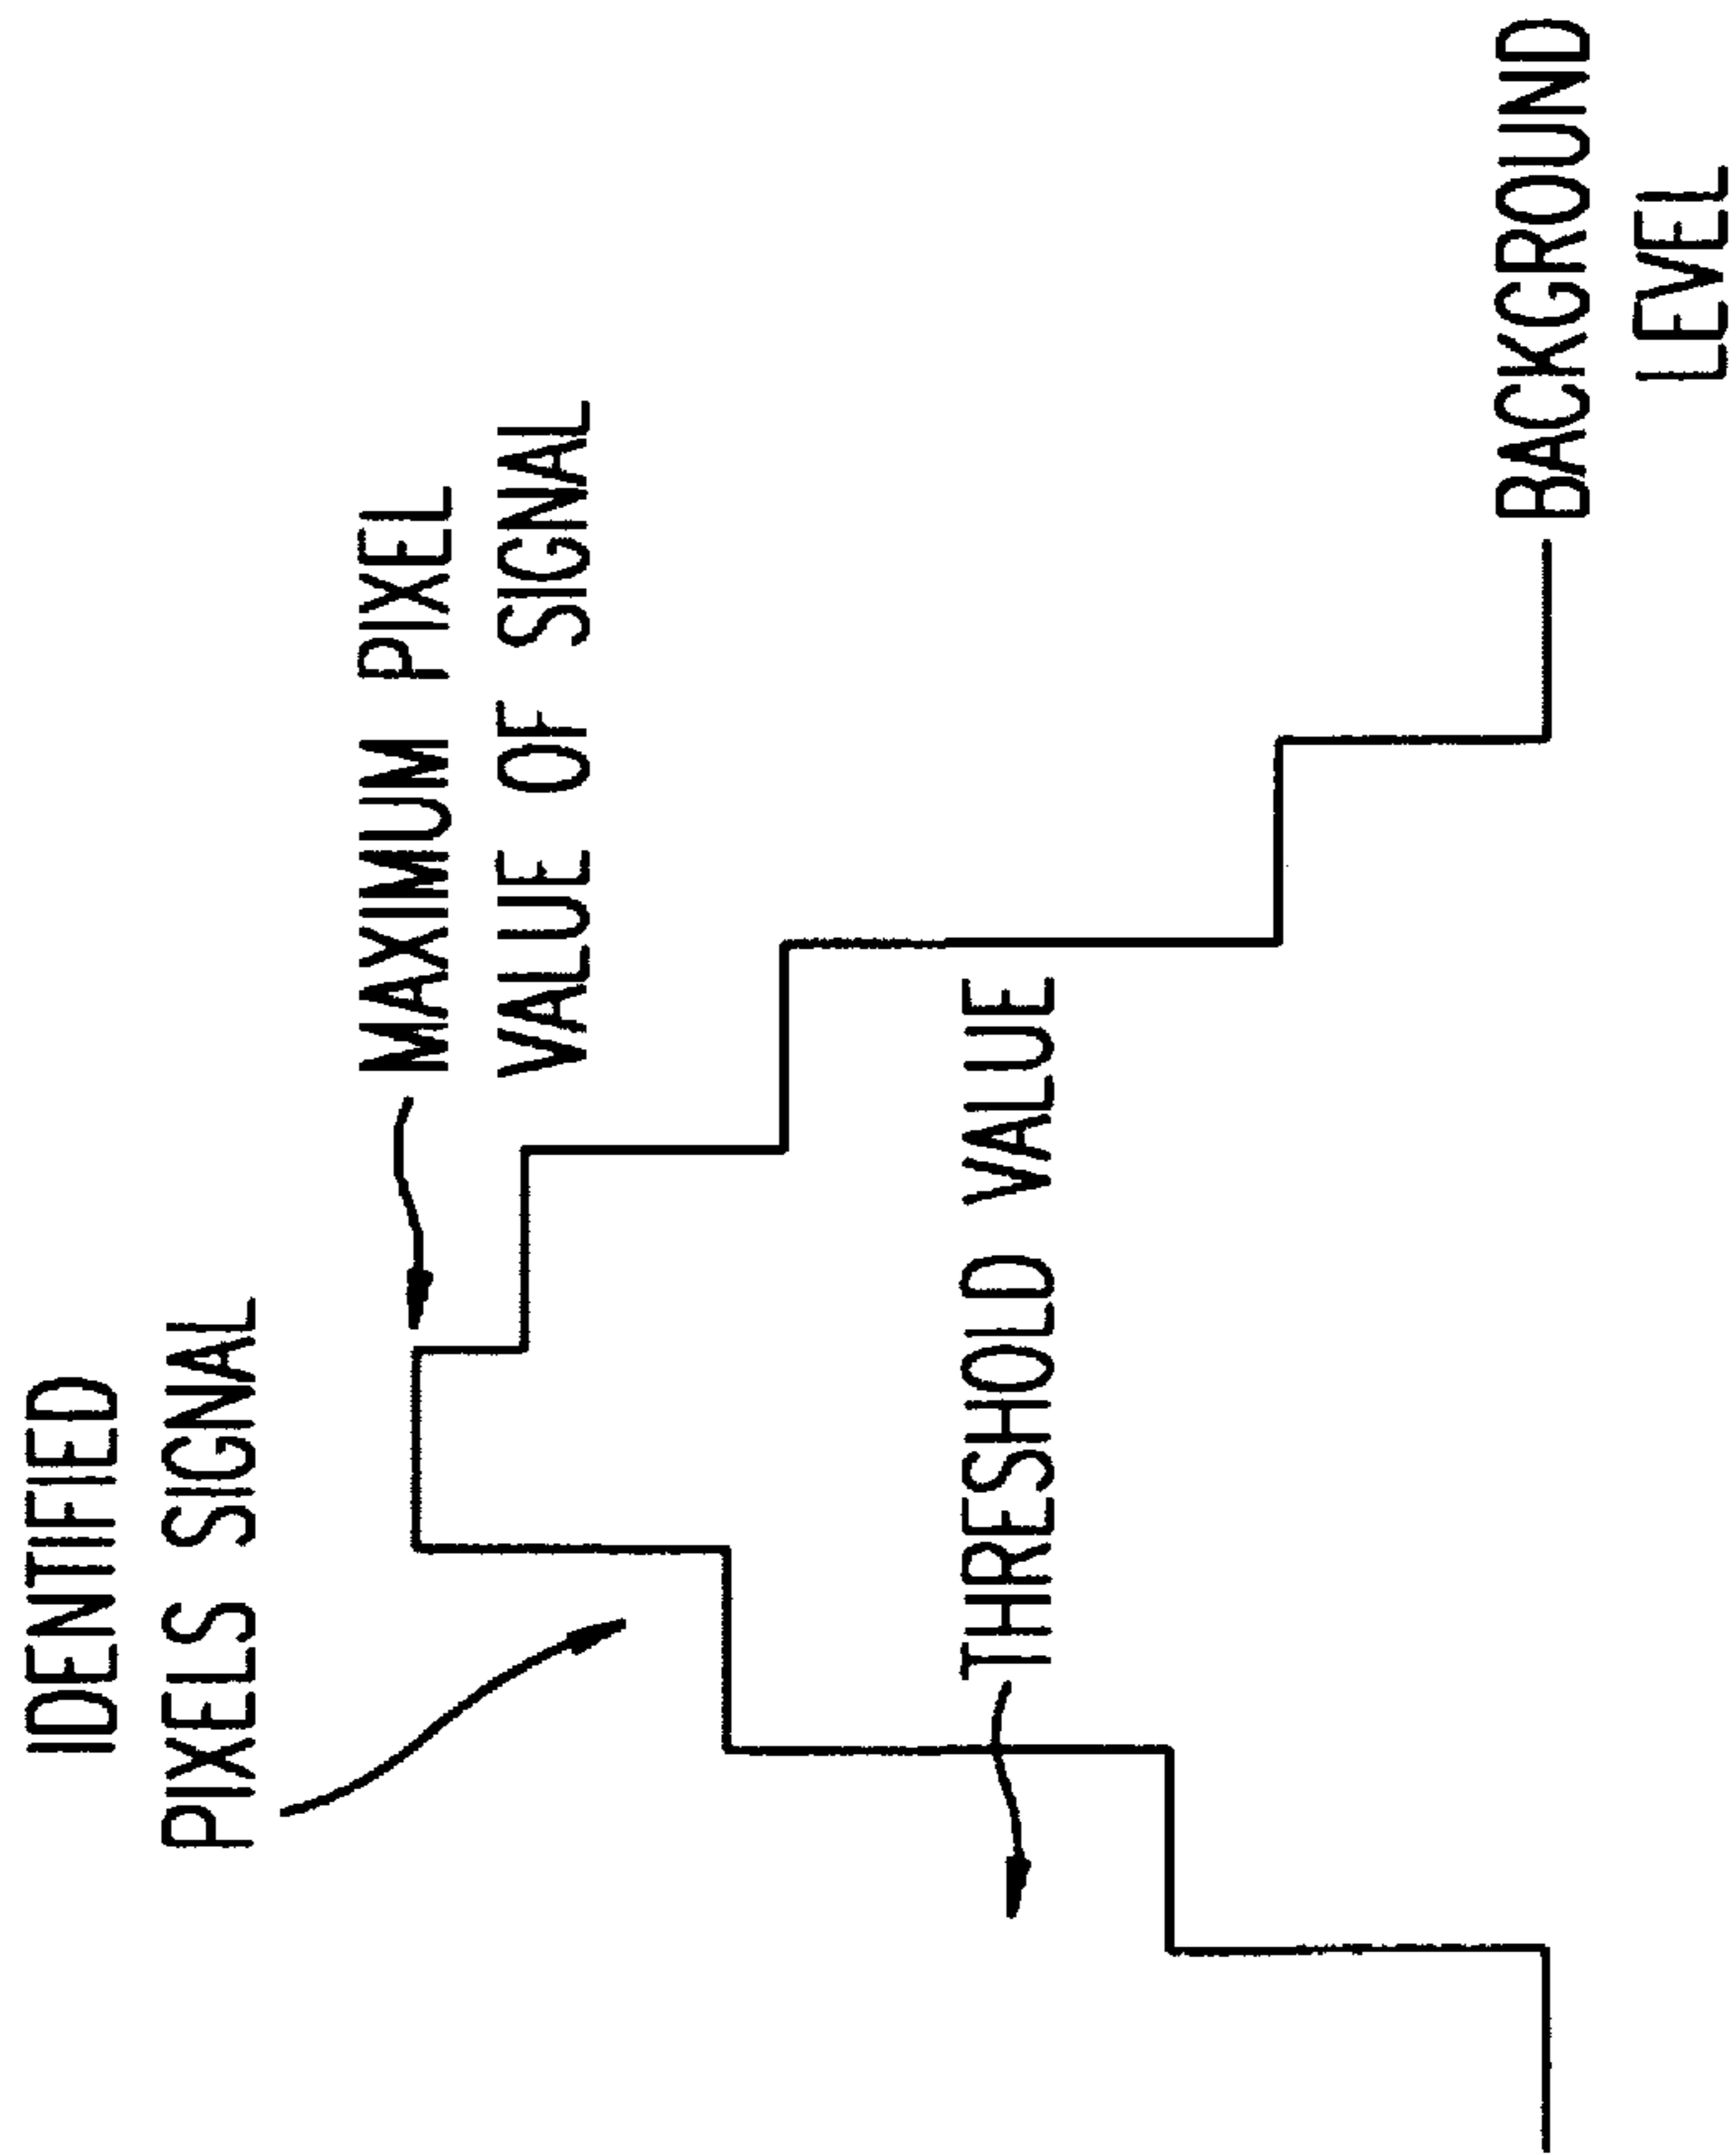 IDENTIFIED
PIXELS SIGNAL
MAXIMUM PIXEL
VALUE OF SIGNAL
THRESHOLD VALUE
BACKGROUND
LEVEL